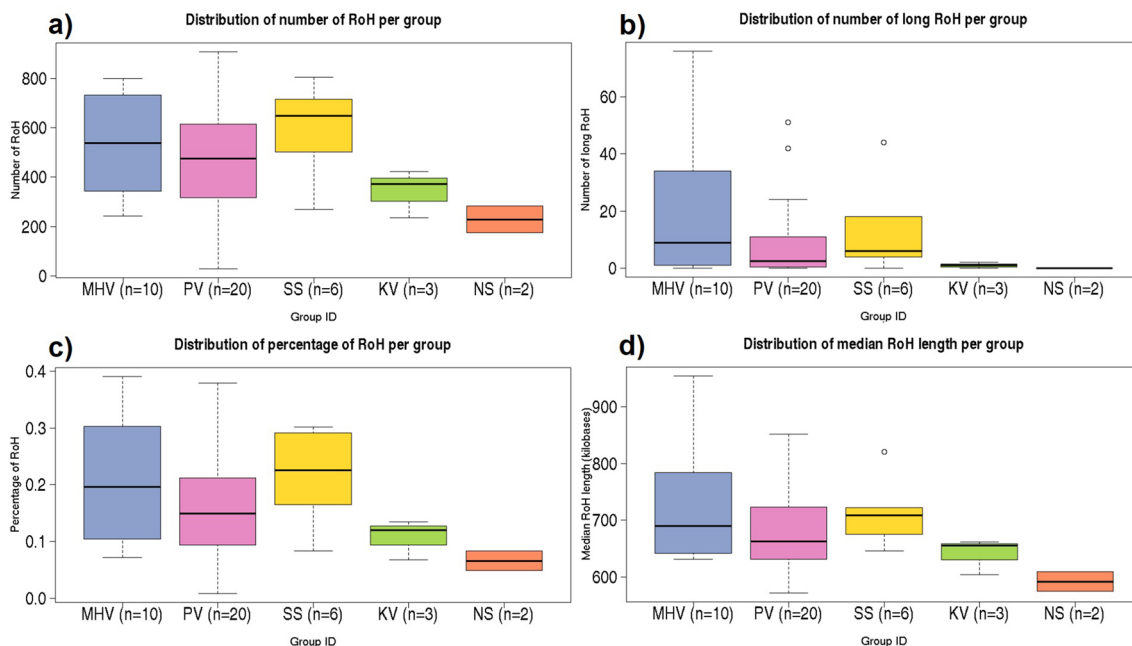 a)
Distribution of number of RoH per group
Number of RoH
800
600
400
200
0
MHV (n=10) PV (n=20) SS (n=6) KV (n=3) NS (n=2)
Group ID
b)
Distribution of number of long RoH per group
Number of long RoH
60
40
20
0
MHV (n=10) PV (n=20) SS (n=6) KV (n=3) NS (n=2)
Group ID
c)
Distribution of percentage of RoH per group
Percentage of RoH
0.4
0.3
0.2
0.1
0.0
MHV (n=10) PV (n=20) SS (n=6) KV (n=3) NS (n=2)
Group ID
d)
Distribution of median RoH length per group
Median RoH length (kilobases)
900
800
700
600
MHV (n=10) PV (n=20) SS (n=6) KV (n=3) NS (n=2)
Group ID